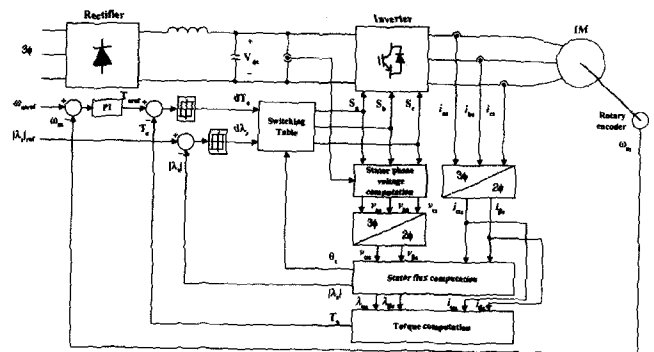 Rectifier
Inverter
IM
3ϕ
+
V_dc
−
ω_mref
+
PI
T_eref
+
dT_e
Switching
Table
S_a
S_b
S_c
i_as
i_bs
i_cs
Rotary
encoder
ω_m
ω_m
T_e
|λ_s|_ref
+
dλ_s
|λ_s|
Stator phase
voltage
computation
3ϕ
2ϕ
v_as
v_bs
v_cs
i_αs
i_βs
3ϕ
2ϕ
v_αs
v_βs
θ_s
Stator flux computation
|λ_s|
λ_αs
λ_βs
i_αs
i_βs
Torque computation